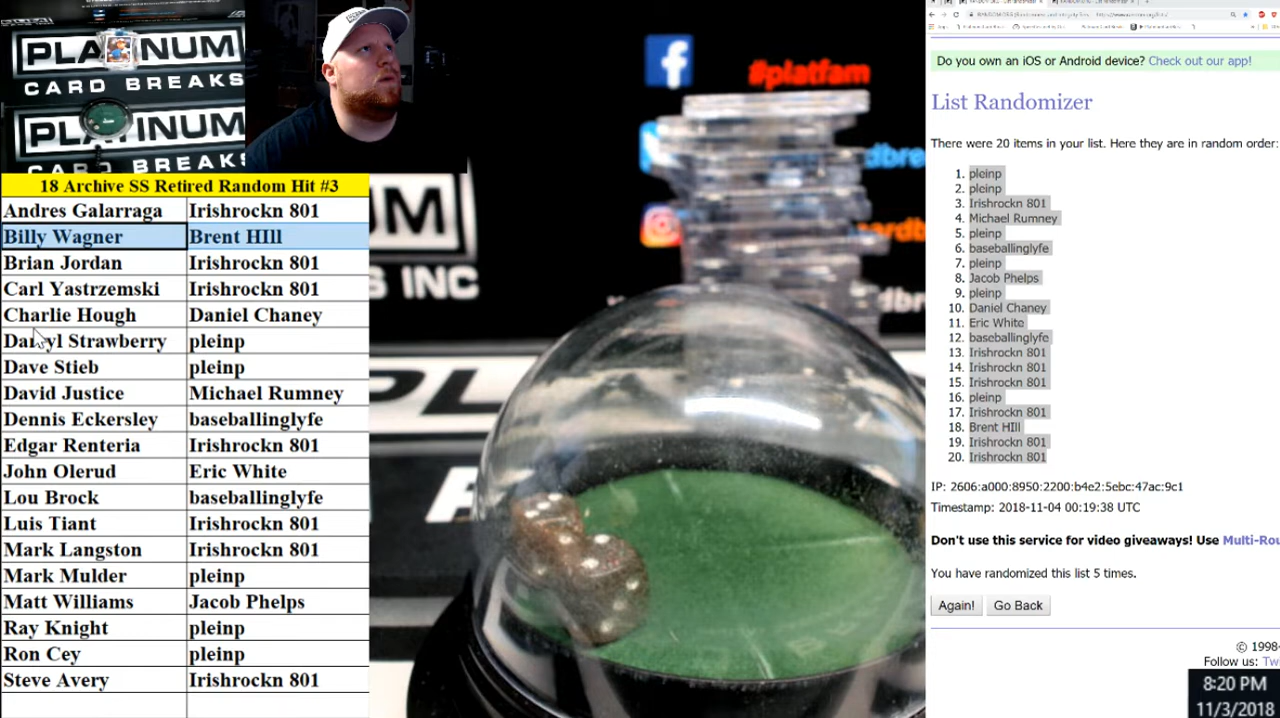 PLATINUM
CARD BREAKS
PLATINUM
CARD BREAKS
18 Archive SS Retired Random Hit #3
Andres Galarraga Irishrockn 801
Billy Wagner Brent HIll
Brian Jordan Irishrockn 801
Carl Yastrzemski Irishrockn 801
Charlie Hough Daniel Chaney
Darryl Strawberry pleinp
Dave Stieb pleinp
David Justice Michael Rumney
Dennis Eckersley baseballinglyfe
Edgar Renteria Irishrockn 801
John Olerud Eric White
Lou Brock baseballinglyfe
Luis Tiant Irishrockn 801
Mark Langston Irishrockn 801
Mark Mulder pleinp
Matt Williams Jacob Phelps
Ray Knight pleinp
Ron Cey pleinp
Steve Avery Irishrockn 801
#platfam
INC
Do you own an iOS or Android device? Check out our app!
List Randomizer
There were 20 items in your list. Here they are in random order:
1. pleinp
2. pleinp
3. Irishrockn 801
4. Michael Rumney
5. pleinp
6. baseballinglyfe
7. pleinp
8. Jacob Phelps
9. pleinp
10. Daniel Chaney
11. Eric White
12. baseballinglyfe
13. Irishrockn 801
14. Irishrockn 801
15. Irishrockn 801
16. pleinp
17. Irishrockn 801
18. Brent HIll
19. Irishrockn 801
20. Irishrockn 801
IP: 2606:a000:8950:2200:b4e2:5ebc:47ac:9c1
Timestamp: 2018-11-04 00:19:38 UTC
Don't use this service for video giveaways! Use Multi-Rou
You have randomized this list 5 times.
Again! Go Back
© 1998-
Follow us: Tw
8:20 PM
11/3/2018